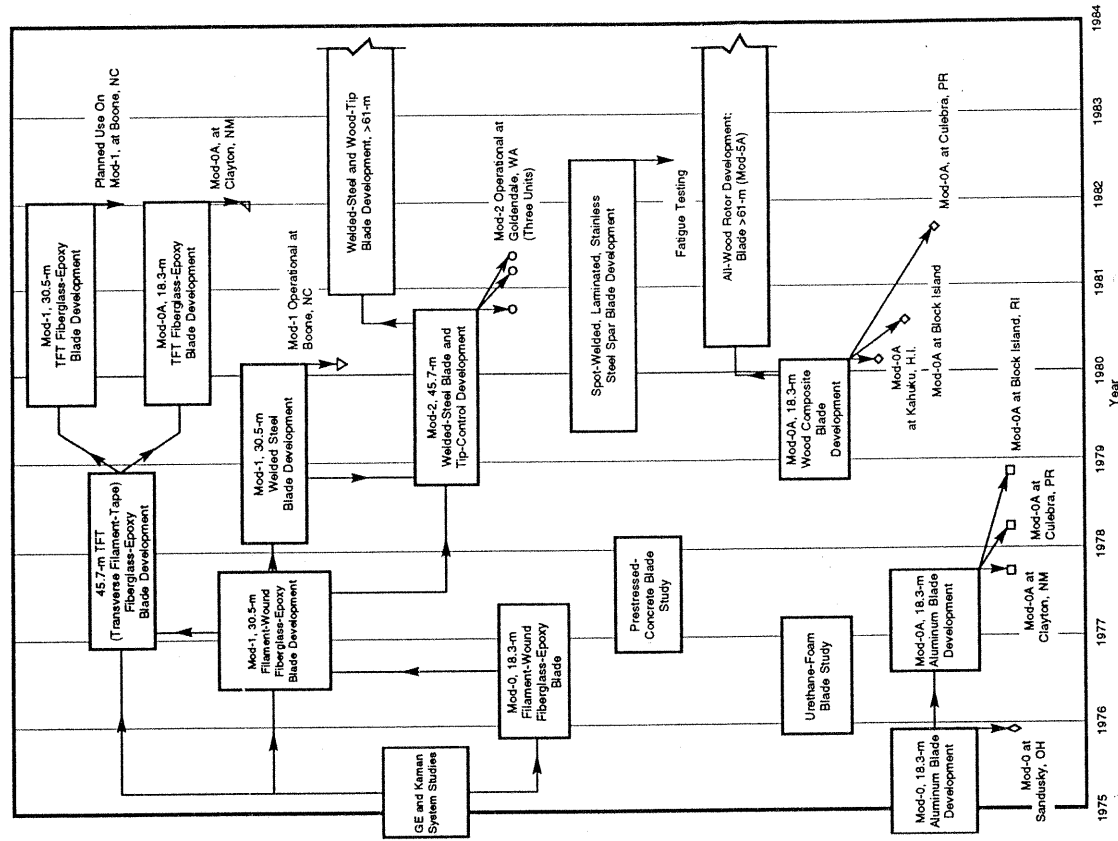 45.7-m TFT
(Transverse Filament-Tape)
Fiberglass-Epoxy
Blade Development
Mod-1, 30.5-m
TFT Fiberglass-Epoxy
Blade Development
Planned Use On
Mod-1, at Boone, NC
Mod-0A, 18.3-m
TFT Fiberglass-Epoxy
Blade Development
Mod-0A, at
Clayton, NM
Mod-1, 30.5-m
Filament-Wound
Fiberglass-Epoxy
Blade Development
Mod-1, 30.5-m
Welded Steel
Blade Development
Mod-1 Operational at
Boone, NC
Welded-Steel and Wood-Tip
Blade Development, >61-m
GE and Kaman
System Studies
Mod-2, 45.7-m
Welded-Steel Blade and
Tip-Control Development
Mod-2 Operational at
Goldendale, WA
(Three Units)
Mod-0, 18.3-m
Filament-Wound
Fiberglass-Epoxy
Blade
Prestressed-
Concrete Blade
Study
Spot-Welded, Laminated, Stainless
Steel Spar Blade Development
Fatigue Testing
Urethane-Foam
Blade Study
All-Wood Rotor Development;
Blade >61-m (Mod-5A)
Mod-0A, 18.3-m
Wood Composite
Blade
Development
Mod-0A
at Kahuku, H.I.
Mod-0A at Block Island
Mod-0A, at Culebra, PR
Mod-0, 18.3-m
Aluminum Blade
Development
Mod-0 at
Sandusky, OH
Mod-0A, 18.3-m
Aluminum Blade
Development
Mod-0A at
Clayton, NM
Mod-0A at
Culebra, PR
Mod-0A at Block Island, RI
1975 1976 1977 1978 1979 1980 1981 1982 1983 1984
Year